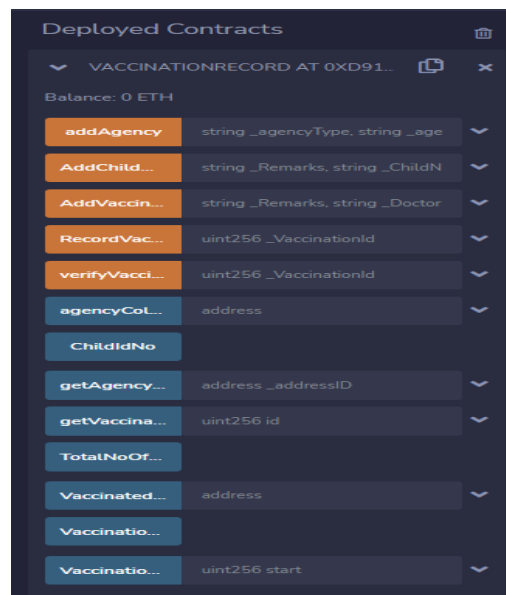 Deployed Contracts
VACCINATIONRECORD AT 0XD91...
Balance: 0 ETH
addAgency string _agencyType, string _age
AddChild... string _Remarks, string _ChildN
AddVaccin... string _Remarks, string _Doctor
RecordVac... uint256 _VaccinationId
verifyVacci... uint256 _VaccinationId
agencyCol... address
ChildIdNo
getAgency... address _addressID
getVaccina... uint256 id
TotalNoOf...
Vaccinated... address
Vaccinatio...
Vaccinatio... uint256 start